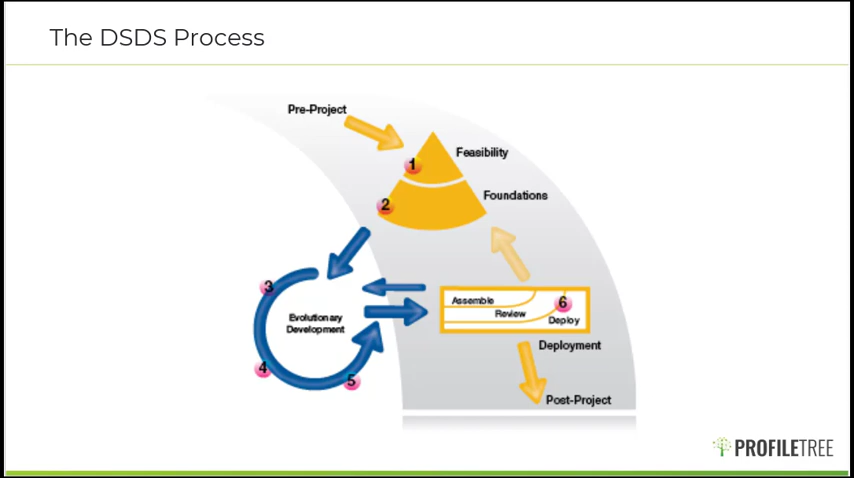 The DSDS Process
Pre-Project
1
Feasibility
2
Foundations
3
Evolutionary
Development
4
5
Assemble
Review
6
Deploy
Deployment
Post-Project
PROFILETREE